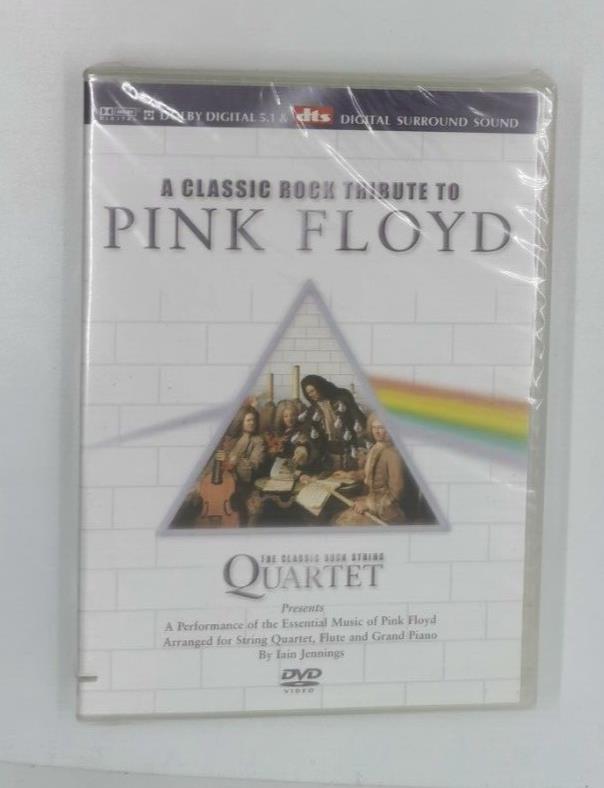 DOLBY DIGITAL 5.1 & dts DIGITAL SURROUND SOUND
A CLASSIC ROCK TRIBUTE TO
PINK FLOYD
THE CLASSIC ROCK STRING
QUARTET
Presents
A Performance of the Essential Music of Pink Floyd
Arranged for String Quartet, Flute and Grand Piano
By Iain Jennings
DVD
VIDEO